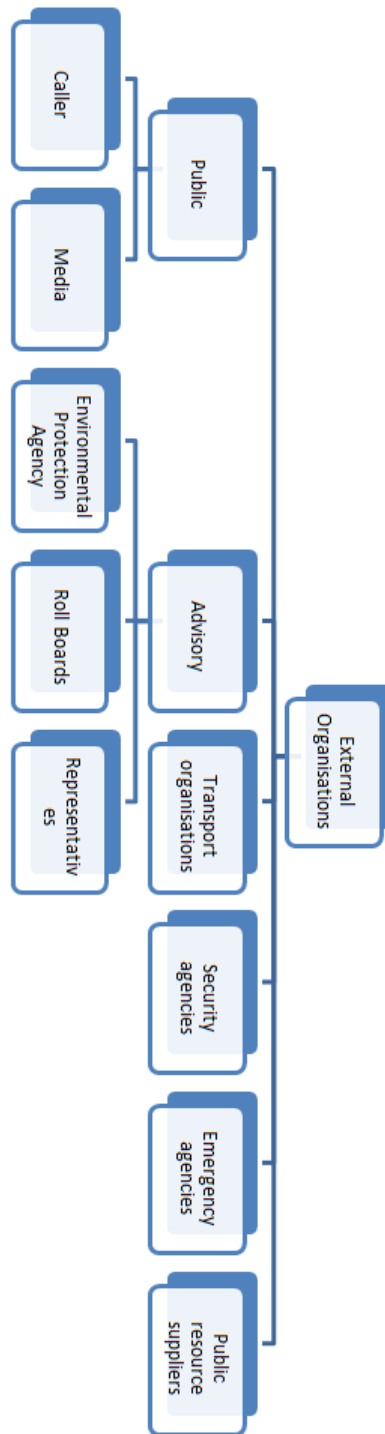 External
Organisations
Public
Advisory
Transport
organisations
Security
agencies
Emergency
agencies
Public
resource
suppliers
Caller
Media
Environmental
Protection
Agency
Roll Boards
Representativ
es